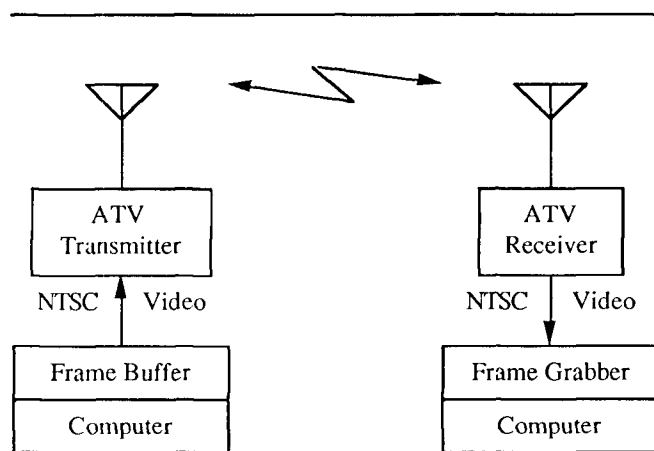 ATV
Transmitter
NTSC Video
Frame Buffer
Computer
ATV
Receiver
NTSC Video
Frame Grabber
Computer